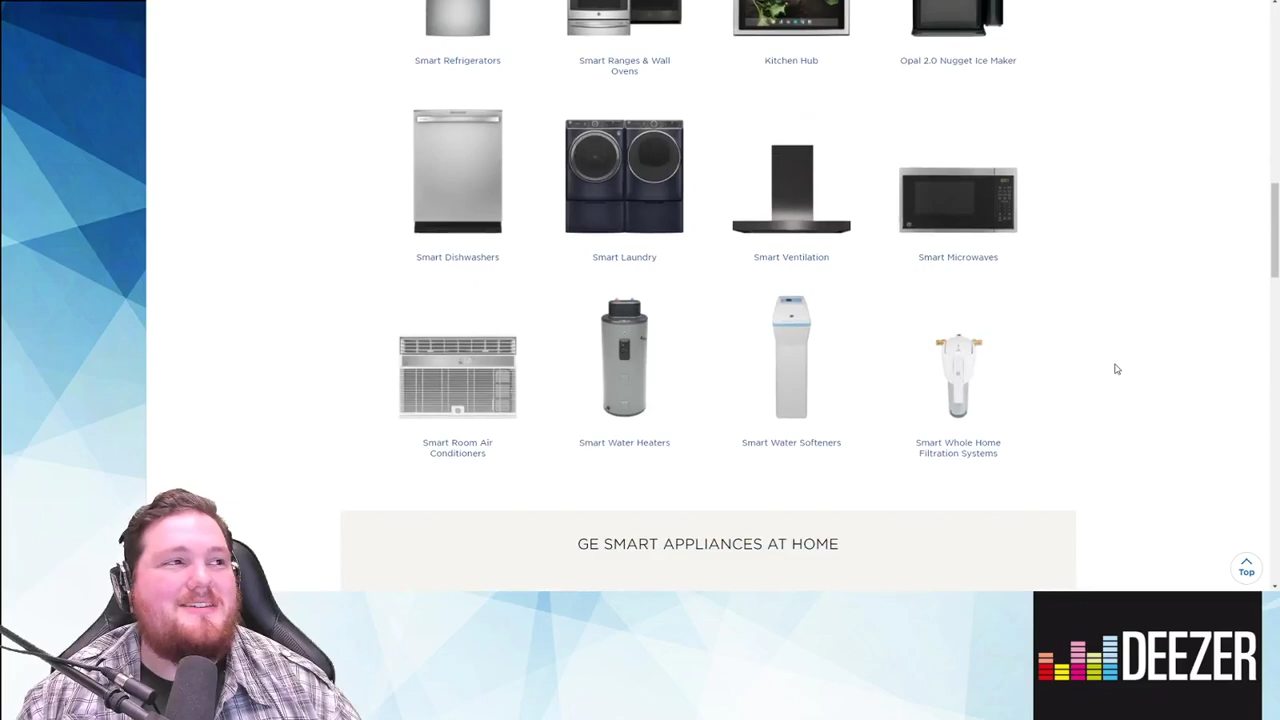 Smart Refrigerators
Smart Ranges & Wall
Ovens
Kitchen Hub
Opal 2.0 Nugget Ice Maker
Smart Dishwashers
Smart Laundry
Smart Ventilation
Smart Microwaves
Smart Room Air
Conditioners
Smart Water Heaters
Smart Water Softeners
Smart Whole Home
Filtration Systems
GE SMART APPLIANCES AT HOME
Top
DEEZER